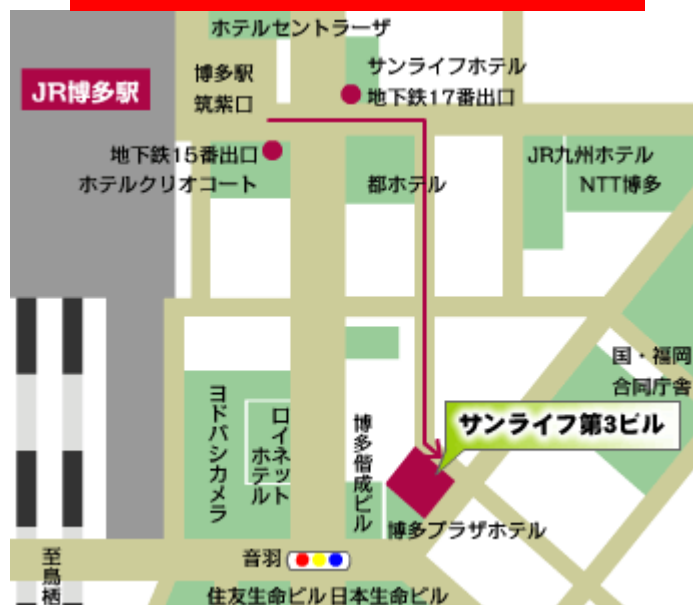 ホテルセントラーザ
博多駅
筑紫口
サンライフホテル
地下鉄17番出口
JR博多駅
地下鉄15番出口
ホテルクリオコート
都ホテル
JR九州ホテル
NTT博多
国・福岡
合同庁舎
サンライフ第3ビル
ヨドバシカメラ
ロイネット
ホテル
博多偕成ビル
博多プラザホテル
音羽
至鳥栖
住友生命ビル
日本生命ビル